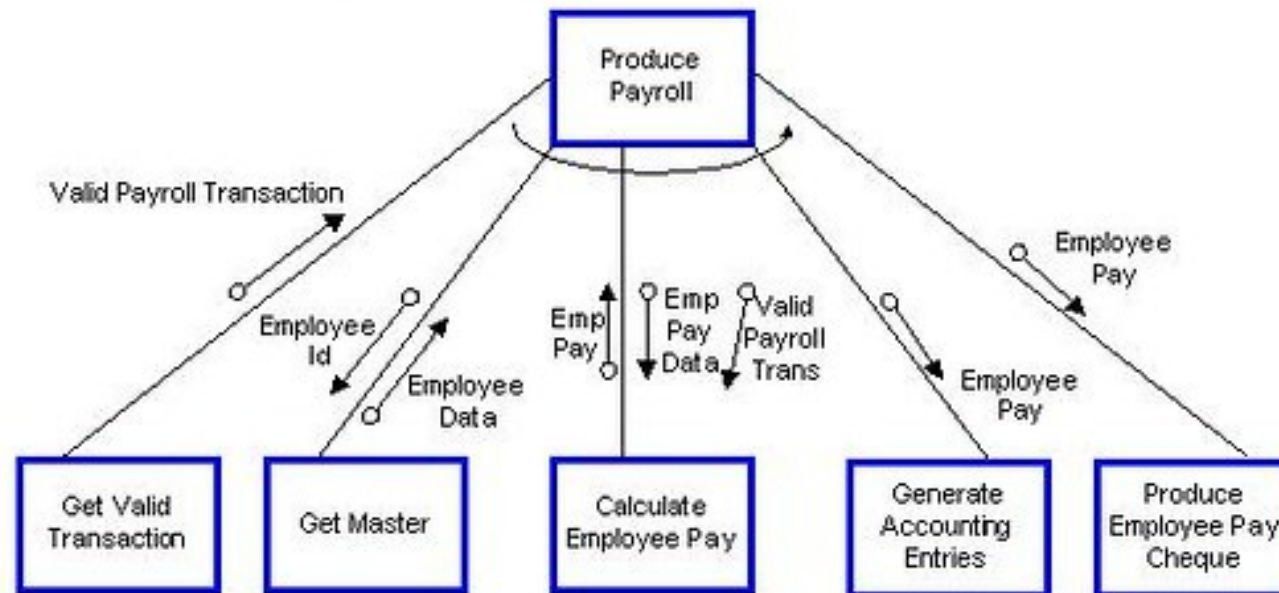 Produce
Payroll
Valid Payroll Transaction
Employee
Pay
Employee
Id
Employee
Data
Emp
Pay
Emp
Pay
Data
Valid
Payroll
Trans
Employee
Pay
Get Valid
Transaction
Get Master
Calculate
Employee Pay
Generate
Accounting
Entries
Produce
Employee Pay
Cheque